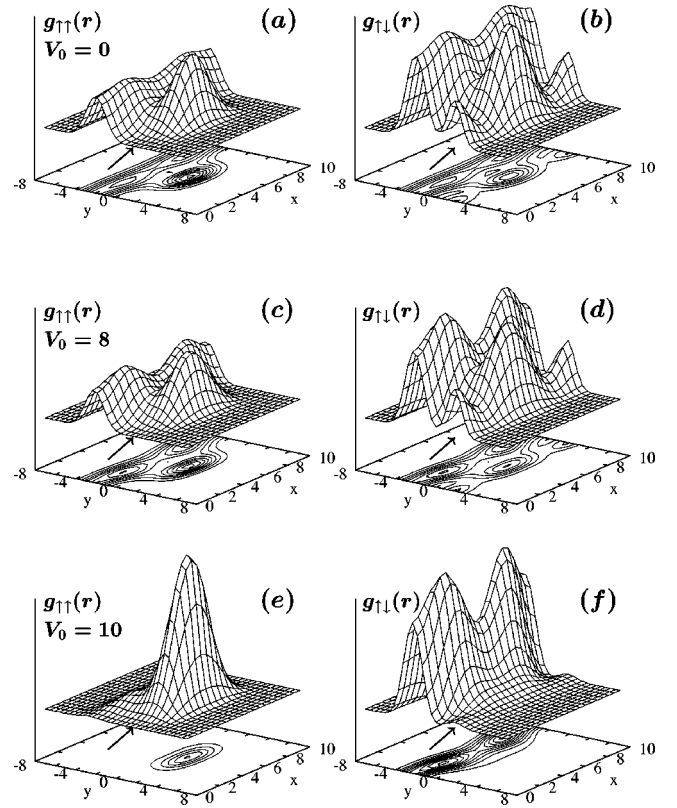 g↑↑(r) (a) g↑↓(r) (b)
V₀ = 0
-8 -4 0 4 8 y 0 2 4 6 8 10 x
-8 -4 0 4 8 y 0 2 4 6 8 10 x
g↑↑(r) (c) g↑↓(r) (d)
V₀ = 8
-8 -4 0 4 8 y 0 2 4 6 8 10 x
-8 -4 0 4 8 y 0 2 4 6 8 10 x
g↑↑(r) (e) g↑↓(r) (f)
V₀ = 10
-8 -4 0 4 8 y 0 2 4 6 8 10 x
-8 -4 0 4 8 y 0 2 4 6 8 10 x